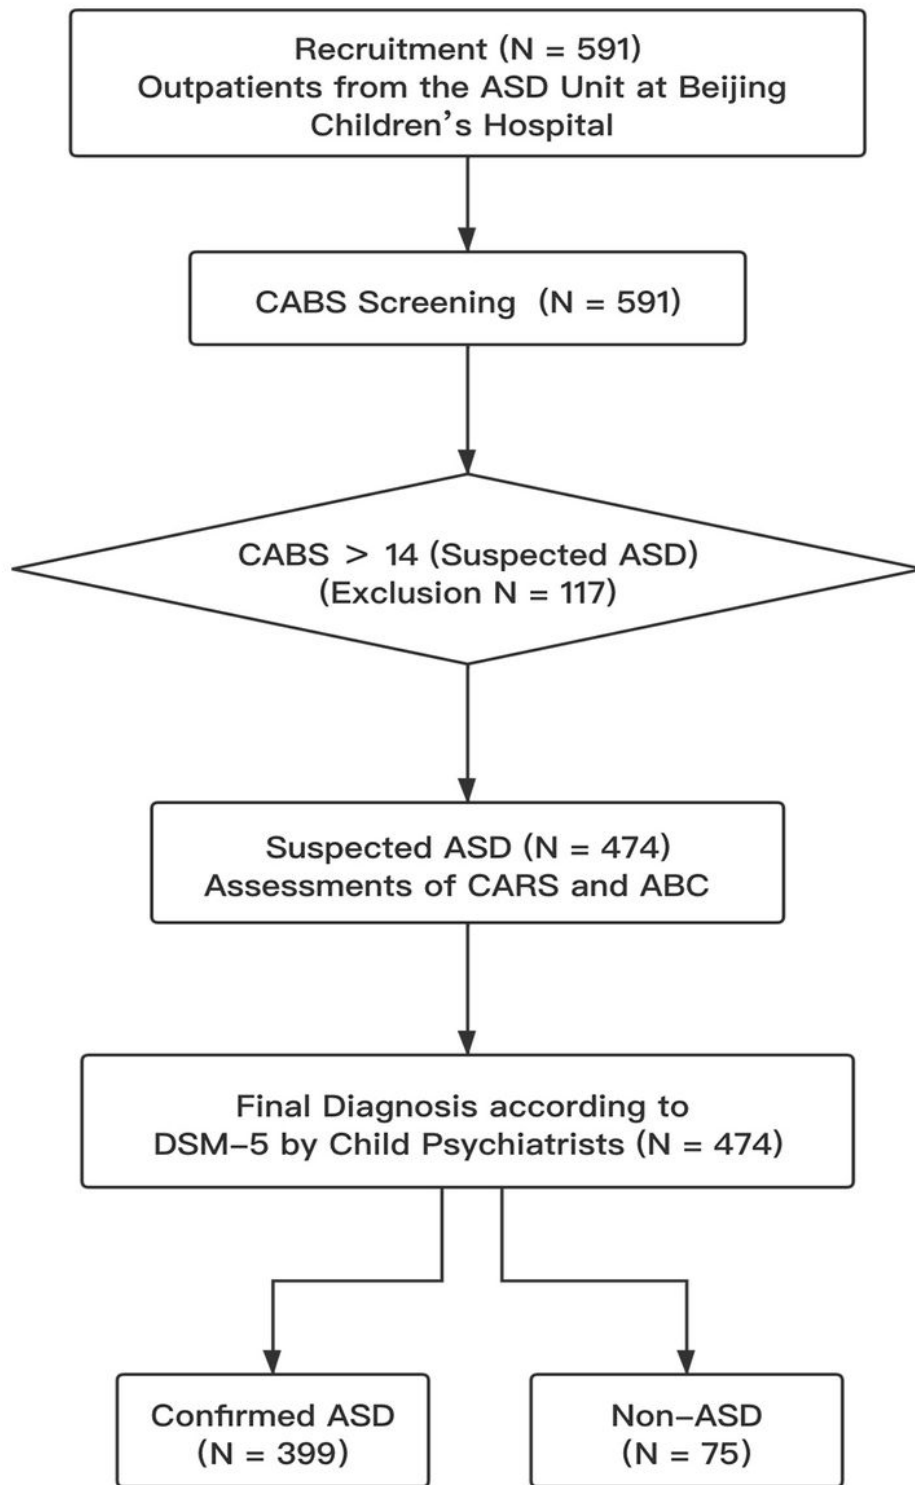 Recruitment (N = 591)
Outpatients from the ASD Unit at Beijing
Children’s Hospital
CABS Screening (N = 591)
CABS > 14 (Suspected ASD)
(Exclusion N = 117)
Suspected ASD (N = 474)
Assessments of CARS and ABC
Final Diagnosis according to
DSM–5 by Child Psychiatrists (N = 474)
Confirmed ASD
(N = 399)
Non–ASD
(N = 75)